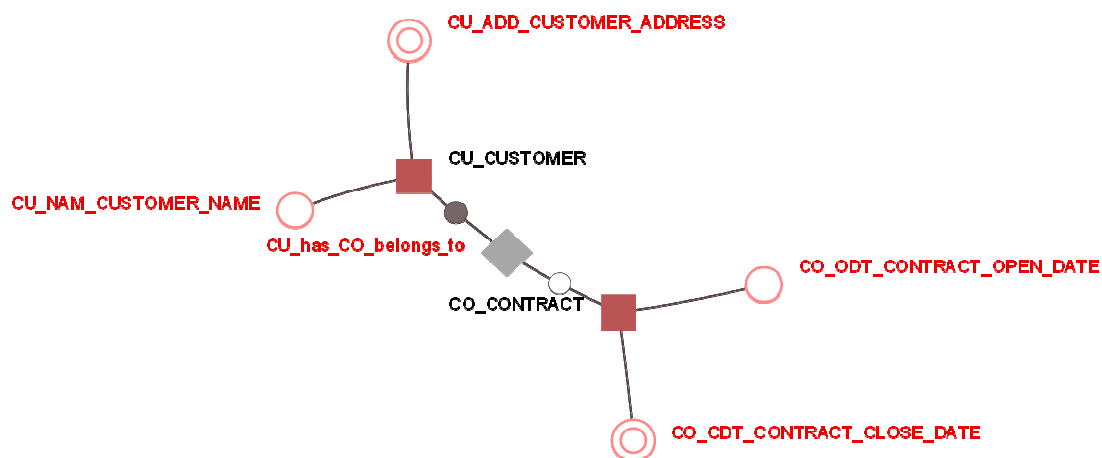 CU_ADD_CUSTOMER_ADDRESS
CU_CUSTOMER
CU_NAM_CUSTOMER_NAME
CU_has_CO_belongs_to
CO_ODT_CONTRACT_OPEN_DATE
CO_CONTRACT
CO_CDT_CONTRACT_CLOSE_DATE